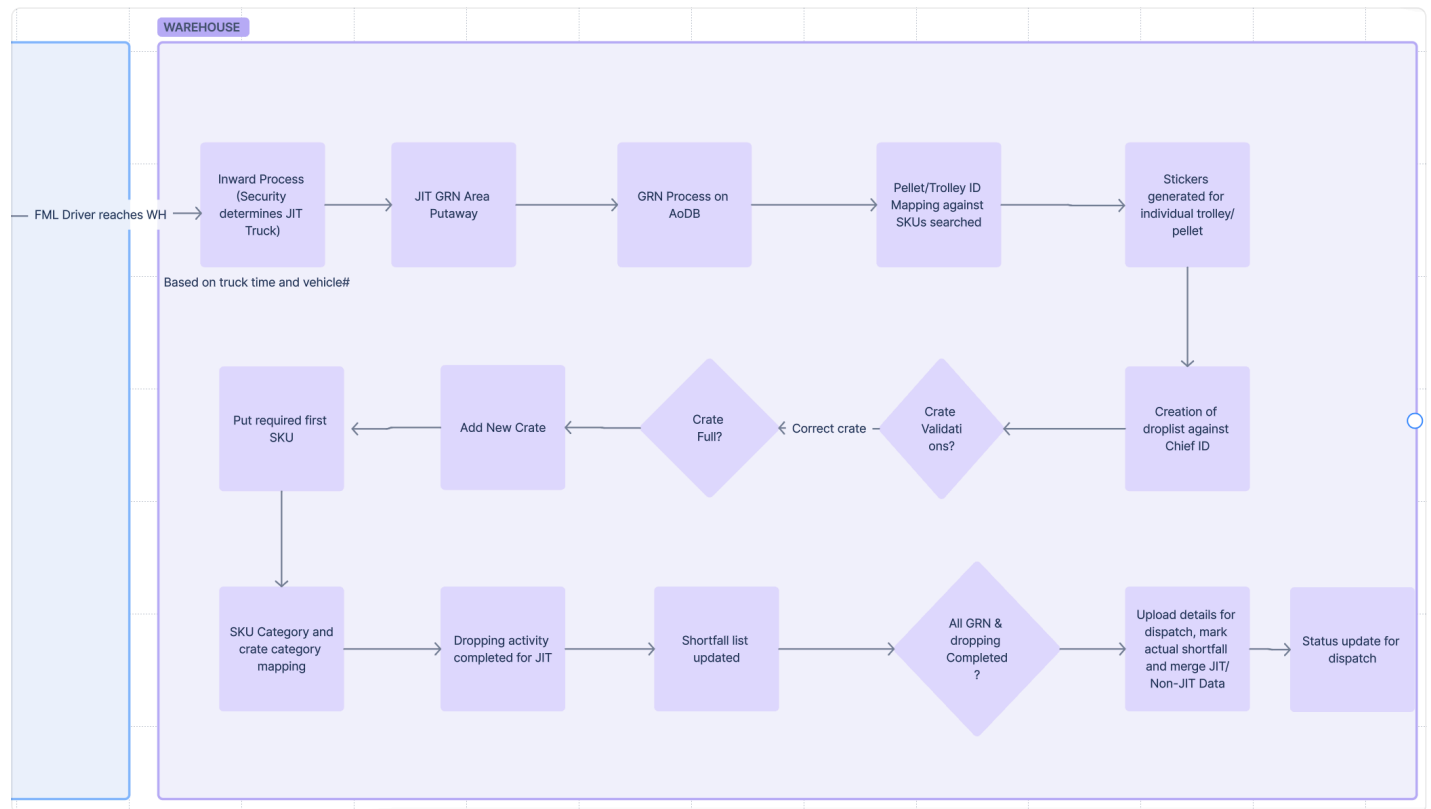 WAREHOUSE
FML Driver reaches WH
Inward Process
(Security
determines JIT
Truck)
Based on truck time and vehicle#
JIT GRN Area
Putaway
GRN Process on
AoDB
Pellet/Trolley ID
Mapping against
SKUs searched
Stickers
generated for
individual trolley/
pellet
Creation of
droplist against
Chief ID
Crate
Validati
ons?
Correct crate
Crate
Full?
Add New Crate
Put required first
SKU
SKU Category and
crate category
mapping
Dropping activity
completed for JIT
Shortfall list
updated
All GRN &
dropping
Completed
?
Upload details for
dispatch, mark
actual shortfall
and merge JIT/
Non-JIT Data
Status update for
dispatch